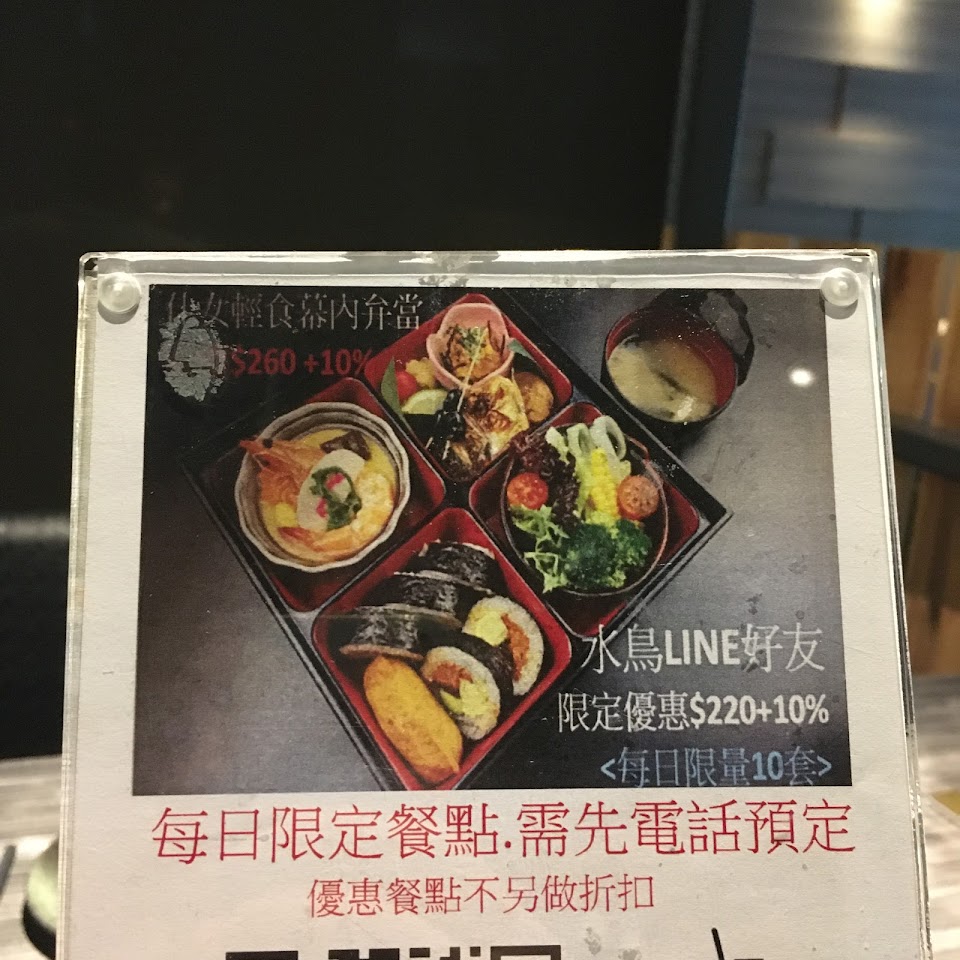 仕女輕食幕內弁當
$260 +10%
水鳥LINE好友
限定優惠$220+10%
<每日限量10套>
每日限定餐點.需先電話預定
優惠餐點不另做折扣